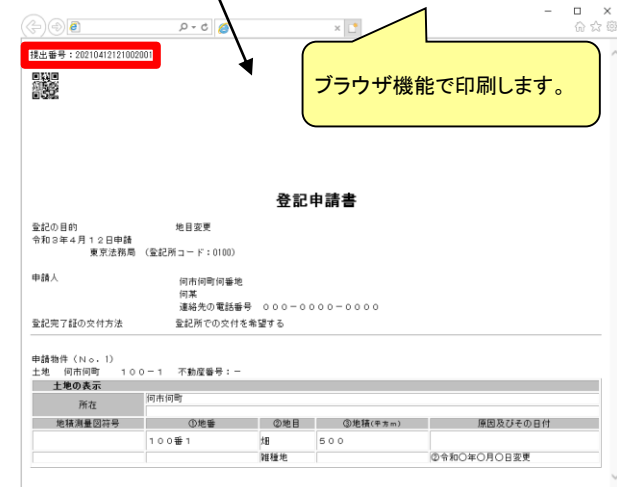 提出番号：20210412121002001
ブラウザ機能で印刷します。
登記申請書
登記の目的 地目変更
令和３年４月１２日申請
東京法務局 （登記所コード：0100）
申請人 何市何町何番地
何某
連絡先の電話番号 ０００－００００－００００
登記完了証の交付方法 登記所での交付を希望する
申請物件（Ｎｏ．1）
土地 何市何町 １００－１ 不動産番号：－
土地の表示
所在 何市何町
地積測量図符号 ①地番 ②地目 ③地積(平方ｍ) 原因及びその日付
１００番１ 畑 ５００
雑種地 ②令和〇年〇月〇日変更